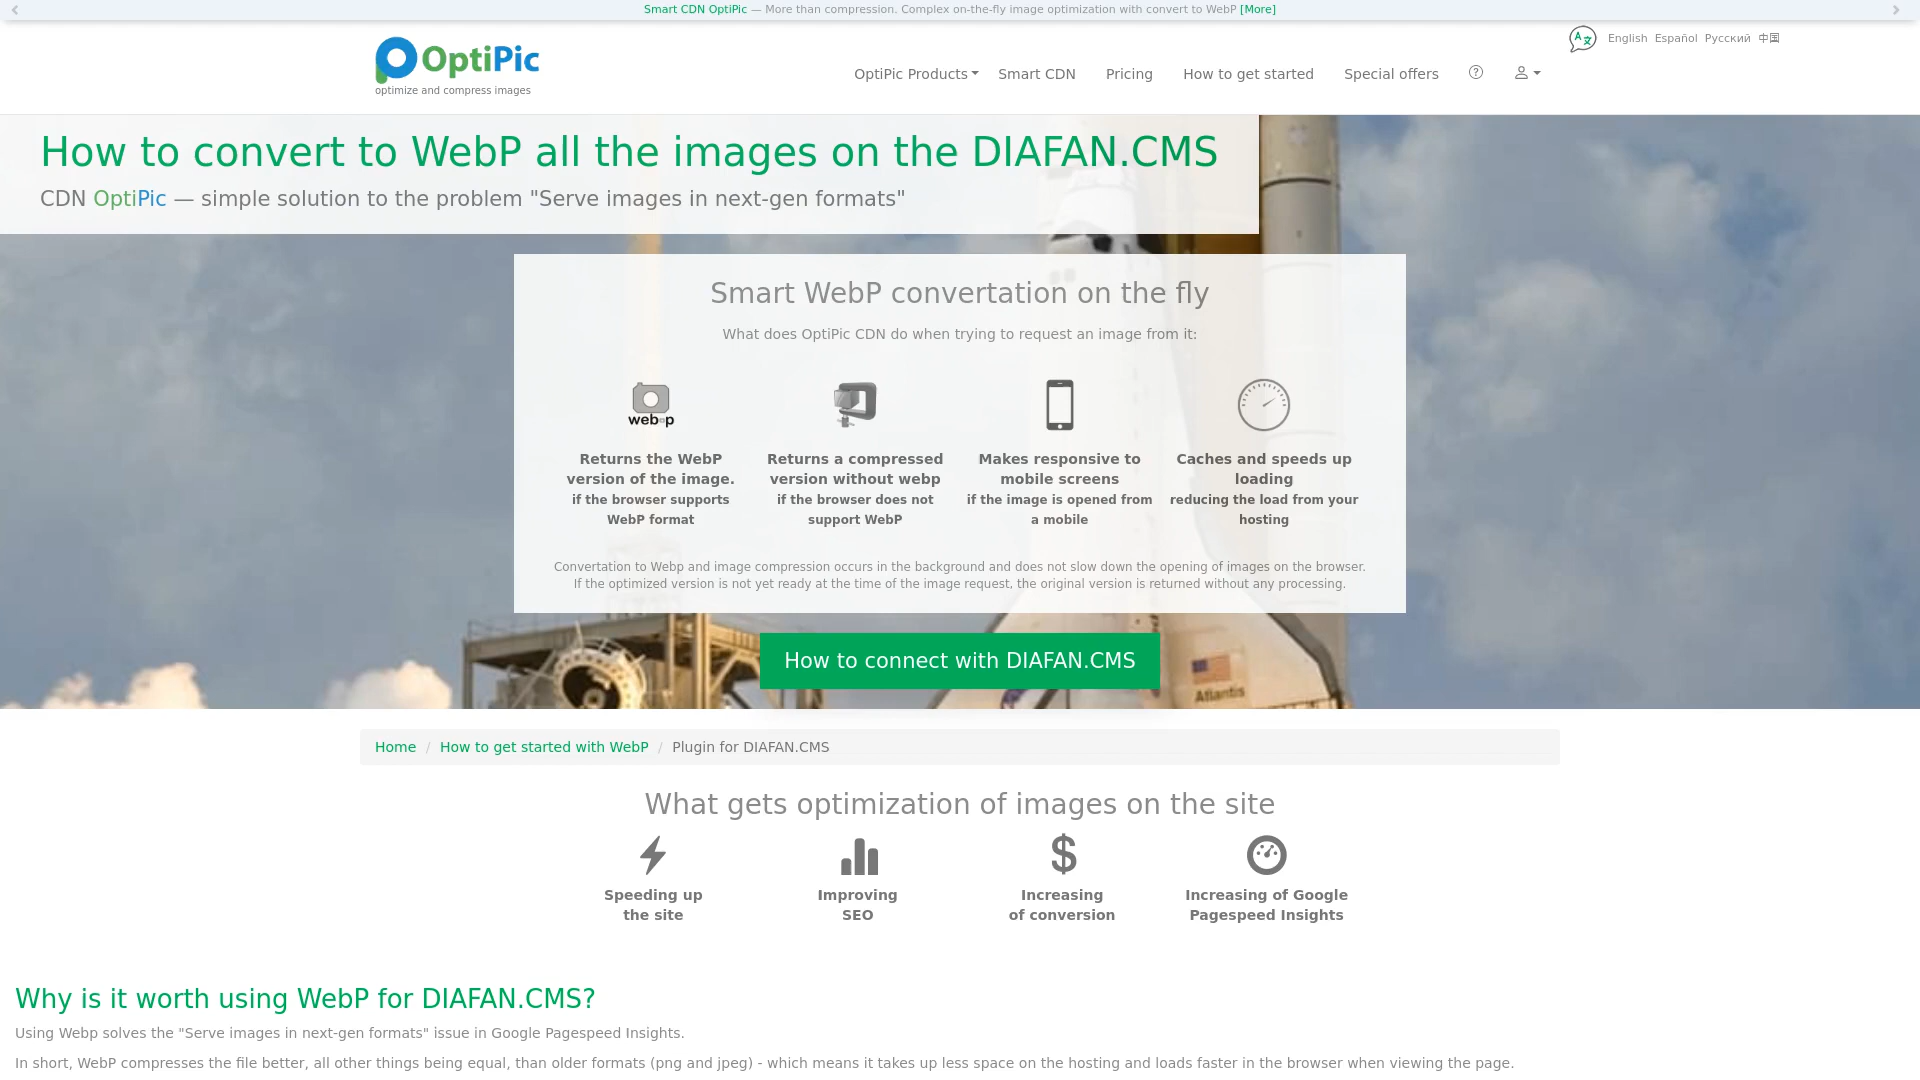 Smart CDN OptiPic — More than compression. Complex on-the-fly image optimization with convert to WebP [More]
English Español Русский 中国
OptiPic
optimize and compress images
OptiPic Products Smart CDN Pricing How to get started Special offers
How to convert to WebP all the images on the DIAFAN.CMS
CDN OptiPic — simple solution to the problem "Serve images in next-gen formats"
Smart WebP convertation on the fly
What does OptiPic CDN do when trying to request an image from it:
webp
Returns the WebP
version of the image.
if the browser supports
WebP format
Returns a compressed
version without webp
if the browser does not
support WebP
Makes responsive to
mobile screens
if the image is opened from
a mobile
Caches and speeds up
loading
reducing the load from your
hosting
Convertation to Webp and image compression occurs in the background and does not slow down the opening of images on the browser.
If the optimized version is not yet ready at the time of the image request, the original version is returned without any processing.
How to connect with DIAFAN.CMS
Atlantis
Home / How to get started with WebP / Plugin for DIAFAN.CMS
What gets optimization of images on the site
Speeding up
the site
Improving
SEO
Increasing
of conversion
Increasing of Google
Pagespeed Insights
Why is it worth using WebP for DIAFAN.CMS?
Using Webp solves the "Serve images in next-gen formats" issue in Google Pagespeed Insights.
In short, WebP compresses the file better, all other things being equal, than older formats (png and jpeg) - which means it takes up less space on the hosting and loads faster in the browser when viewing the page.